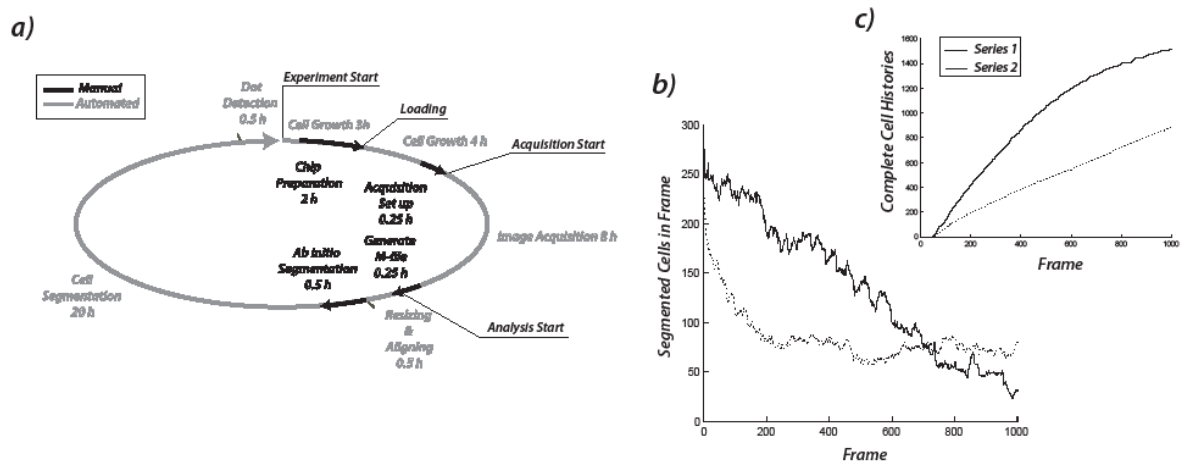 a)
Manual
Automated
Experiment Start
Dot
Detection
0.5 h
Cell Growth 3h
Loading
Cell Growth 4 h
Acquisition Start
Chip
Preparation
2 h
Acquisition
Set up
0.25 h
Image Acquisition 8 h
Ab initio
Segmentation
0.5 h
Generate
M-file
0.25 h
Cell
Segmentation
20 h
Resizing
&
Aligning
0.5 h
Analysis Start
b)
Segmented Cells in Frame
300
250
200
150
100
50
0
0 200 400 600 800 1000
Frame
c)
Complete Cell Histories
1600
1400
1200
1000
800
600
400
200
0
Series 1
Series 2
0 200 400 600 800 1000
Frame